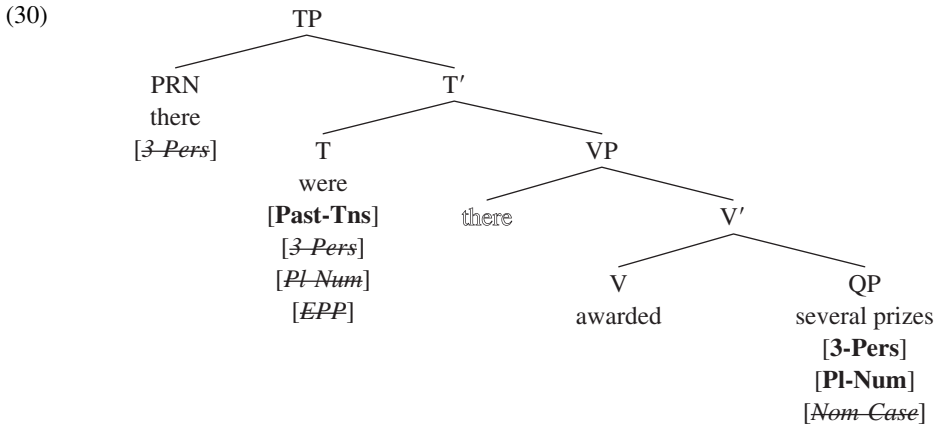 (30)
TP
PRN T′
there
[3 Pers] T VP
were
[Past-Tns] there V′
[3 Pers]
[Pl Num] V QP
[EPP] awarded several prizes
[3-Pers]
[Pl-Num]
[Nom Case]